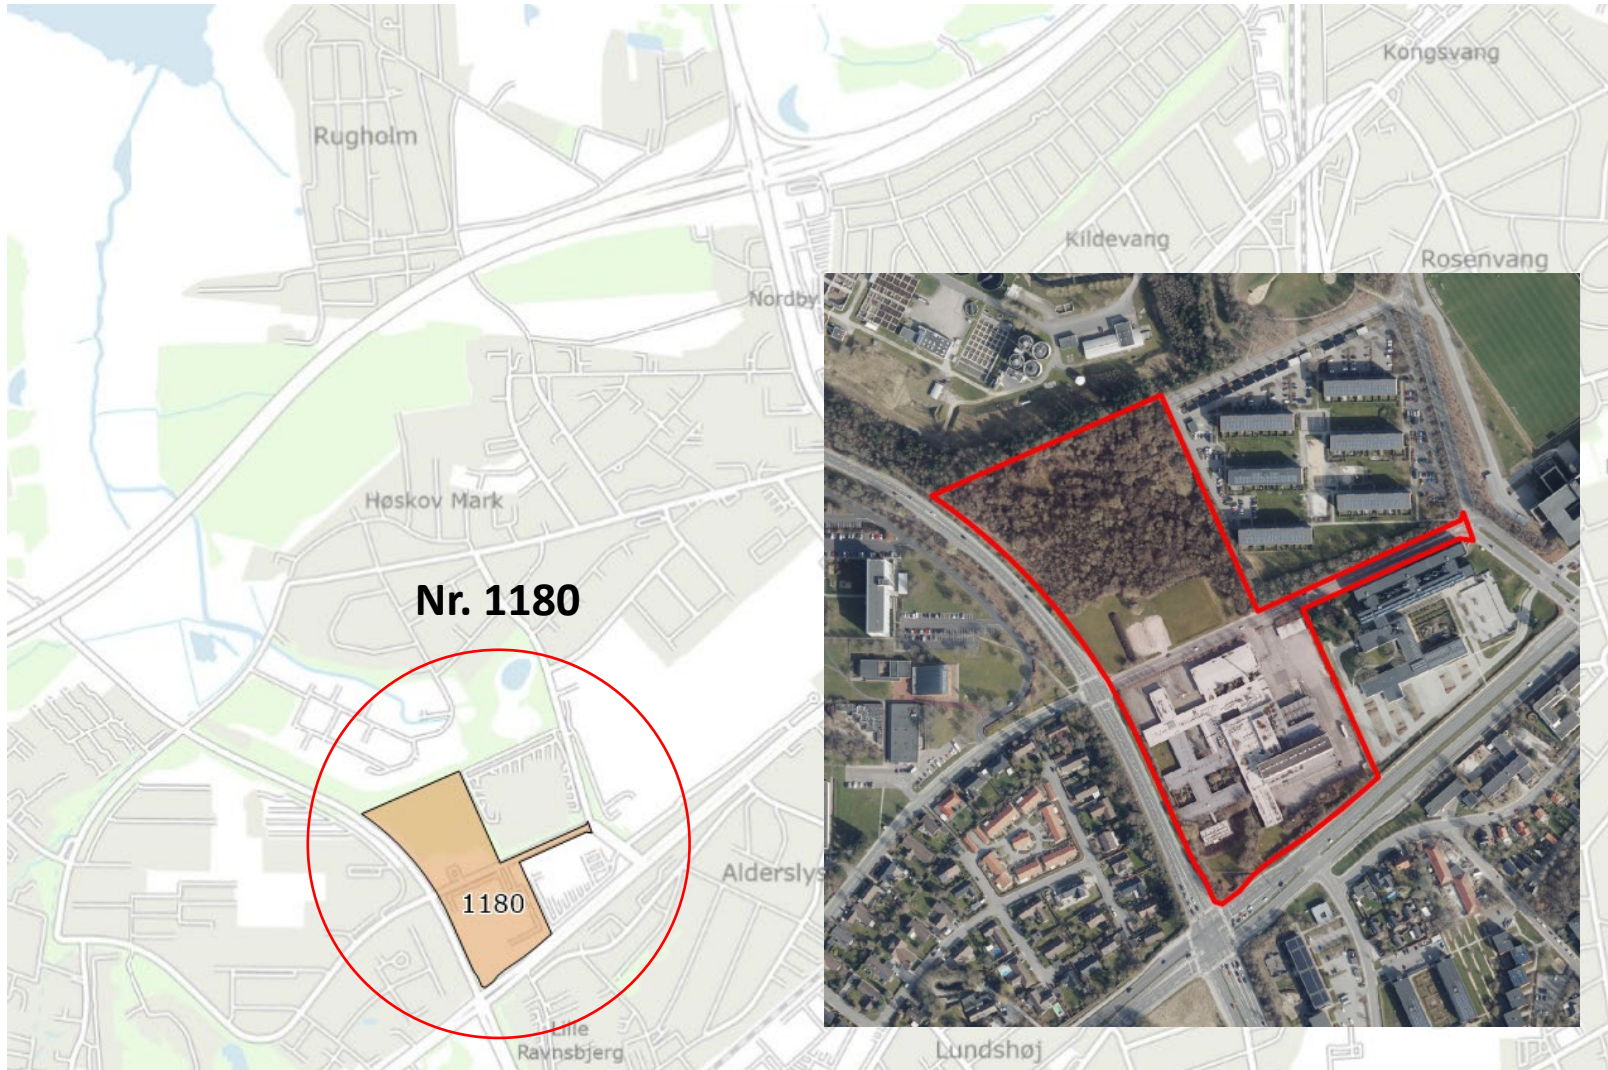 Kongsvang
Rugholm
Kildevang
Rosenvang
Nordby
Høskov Mark
Nr. 1180
Alderslys
1180
Lille
Ravnsbjerg
Lundshøj